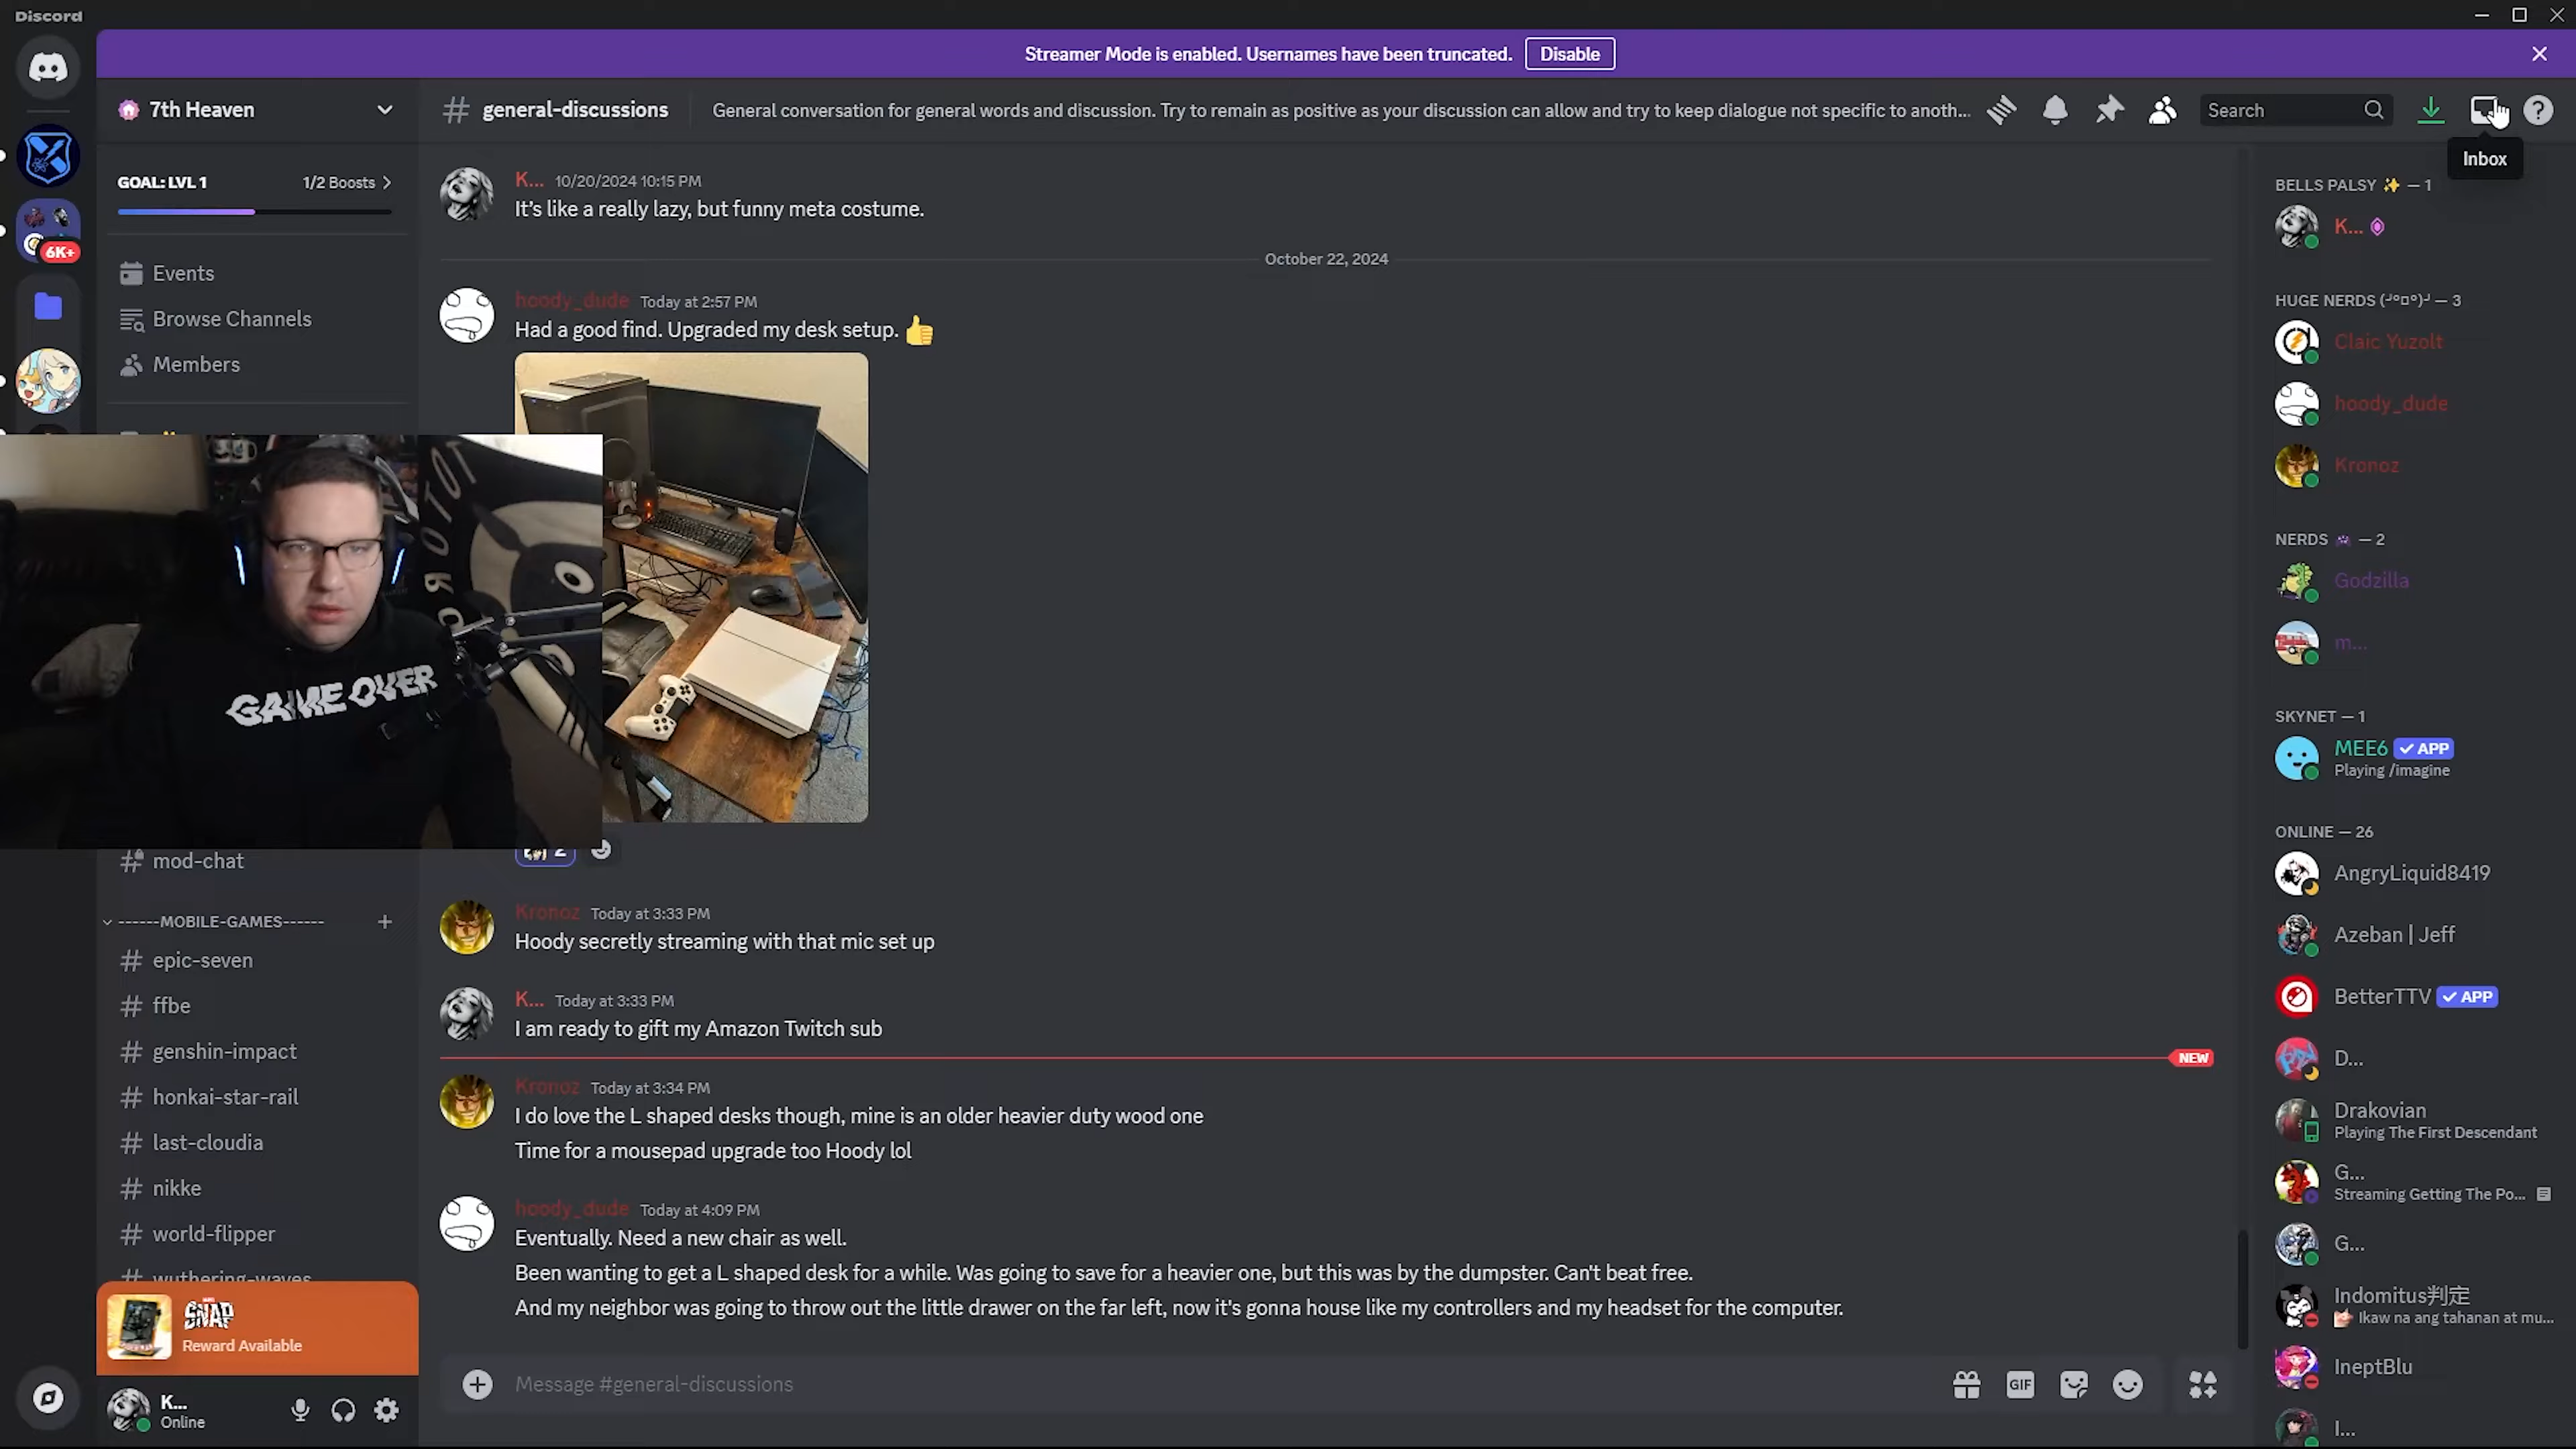 Discord
Streamer Mode is enabled. Usernames have been truncated.
Disable
7th Heaven
general-discussions
General conversation for general words and discussion. Try to remain as positive as your discussion can allow and try to keep dialogue not specific to anoth...
Search
Inbox
GOAL: LVL 1
1/2 Boosts
6K+
Events
Browse Channels
Members
mod-chat
------MOBILE-GAMES------
epic-seven
ffbe
genshin-impact
honkai-star-rail
last-cloudia
nikke
world-flipper
wuthering-waves
SNAP
Reward Available
K...
Online
K... 10/20/2024 10:15 PM
It's like a really lazy, but funny meta costume.
October 22, 2024
hoody_dude Today at 2:57 PM
Had a good find. Upgraded my desk setup. 👍
TOTORO
GAME OVER
2
Kronoz Today at 3:33 PM
Hoody secretly streaming with that mic set up
K... Today at 3:33 PM
I am ready to gift my Amazon Twitch sub
NEW
Kronoz Today at 3:34 PM
I do love the L shaped desks though, mine is an older heavier duty wood one
Time for a mousepad upgrade too Hoody lol
hoody_dude Today at 4:09 PM
Eventually. Need a new chair as well.
Been wanting to get a L shaped desk for a while. Was going to save for a heavier one, but this was by the dumpster. Can't beat free.
And my neighbor was going to throw out the little drawer on the far left, now it's gonna house like my controllers and my headset for the computer.
Message #general-discussions
GIF
BELLS PALSY ✨ — 1
K...
HUGE NERDS (╯°□°)╯ — 3
Claic Yuzolt
hoody_dude
Kronoz
NERDS 👾 — 2
Godzilla
m...
SKYNET — 1
MEE6 ✓ APP
Playing /imagine
ONLINE — 26
AngryLiquid8419
Azeban | Jeff
BetterTTV ✓ APP
D...
Drakovian
Playing The First Descendant
G...
Streaming Getting The Po...
G...
Indomitus判定
Ikaw na ang tahanan at mu...
IneptBlu
I...